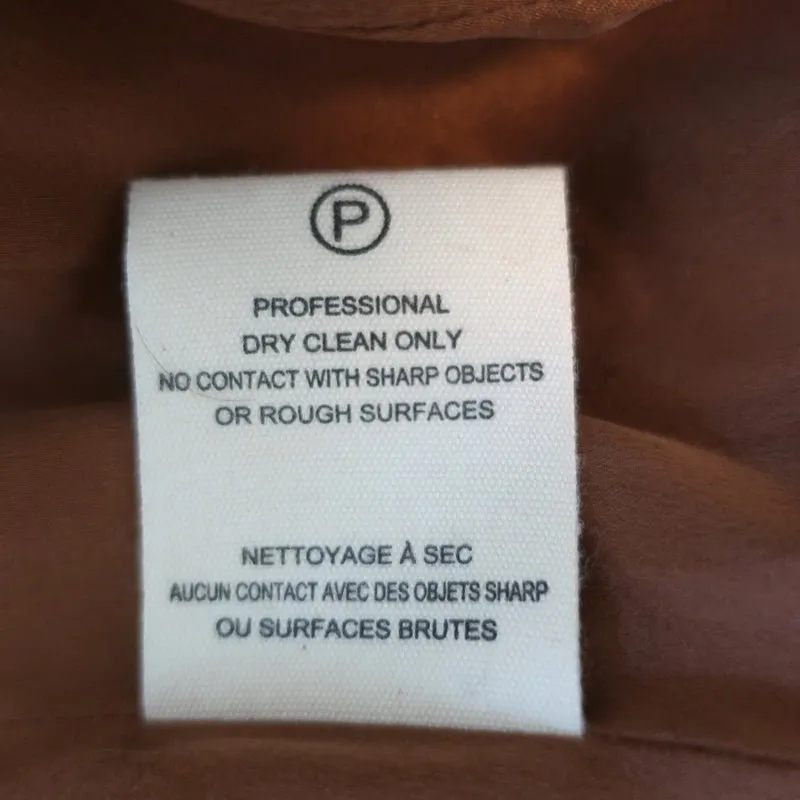 P
PROFESSIONAL
DRY CLEAN ONLY
NO CONTACT WITH SHARP OBJECTS
OR ROUGH SURFACES
NETTOYAGE À SEC
AUCUN CONTACT AVEC DES OBJETS SHARP
OU SURFACES BRUTES